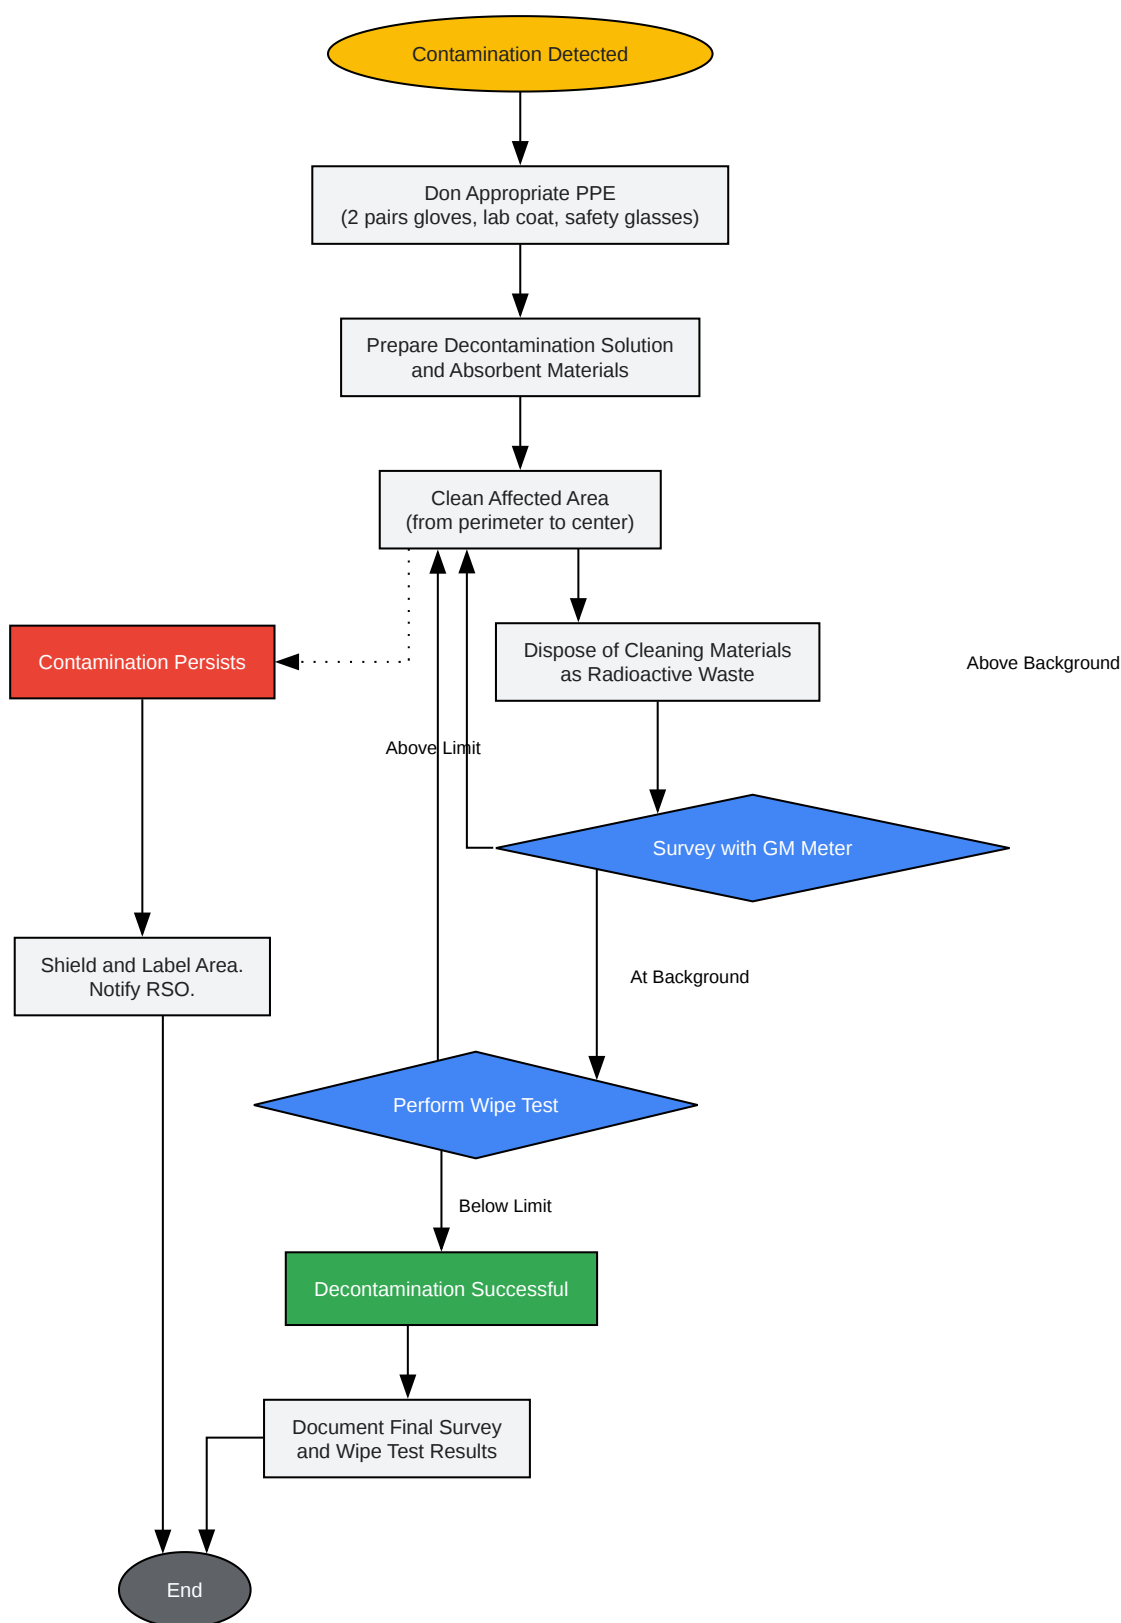 Contamination Detected
Don Appropriate PPE
(2 pairs gloves, lab coat, safety glasses)
Prepare Decontamination Solution
and Absorbent Materials
Clean Affected Area
(from perimeter to center)
Contamination Persists
Dispose of Cleaning Materials
as Radioactive Waste
Above Background
Above Limit
Survey with GM Meter
Shield and Label Area.
Notify RSO.
At Background
Perform Wipe Test
Below Limit
Decontamination Successful
Document Final Survey
and Wipe Test Results
End